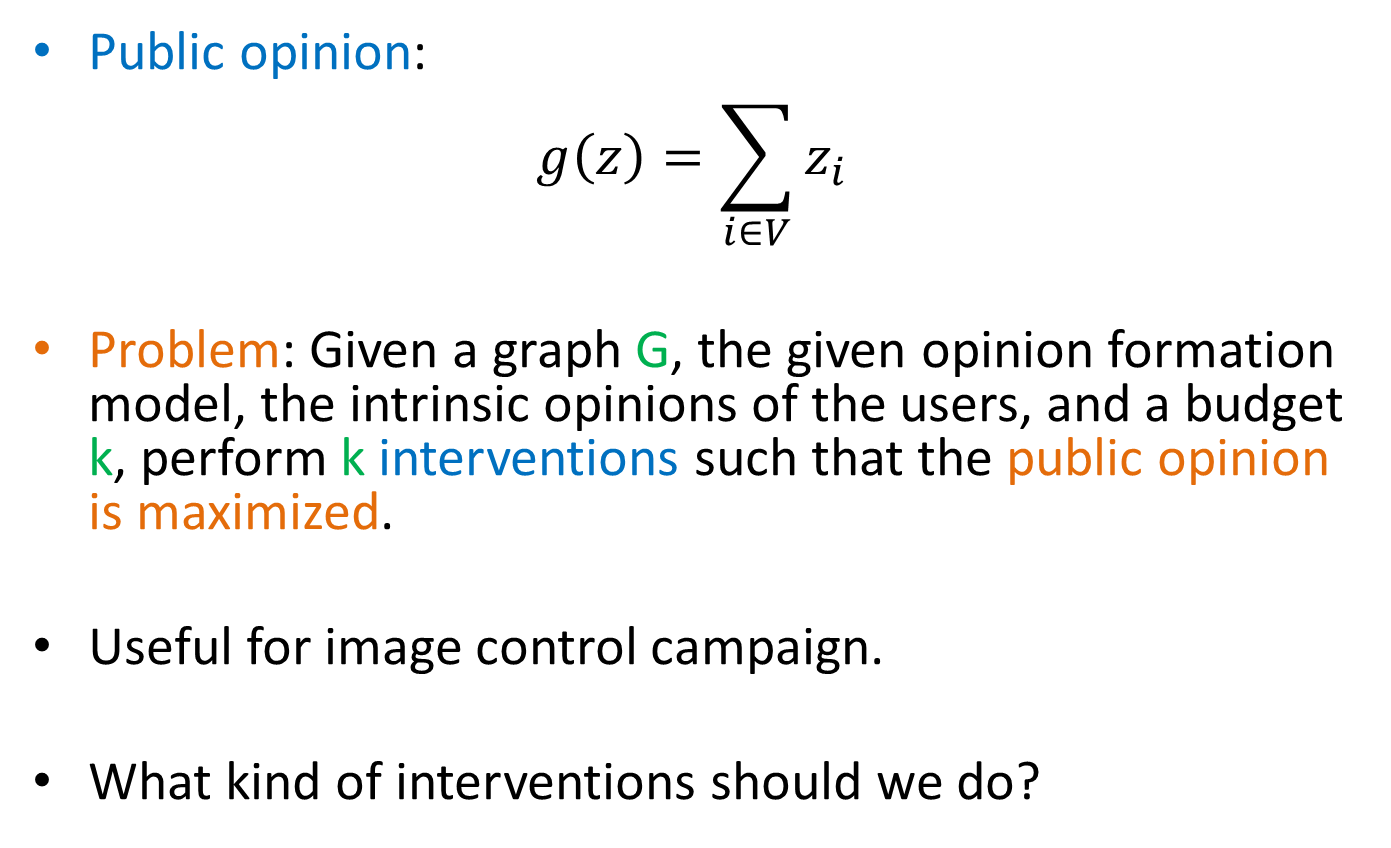 • Public opinion:
g(z) = ∑ i∈V zᵢ
• Problem: Given a graph G, the given opinion formation
model, the intrinsic opinions of the users, and a budget
k, perform k interventions such that the public opinion
is maximized.
• Useful for image control campaign.
• What kind of interventions should we do?